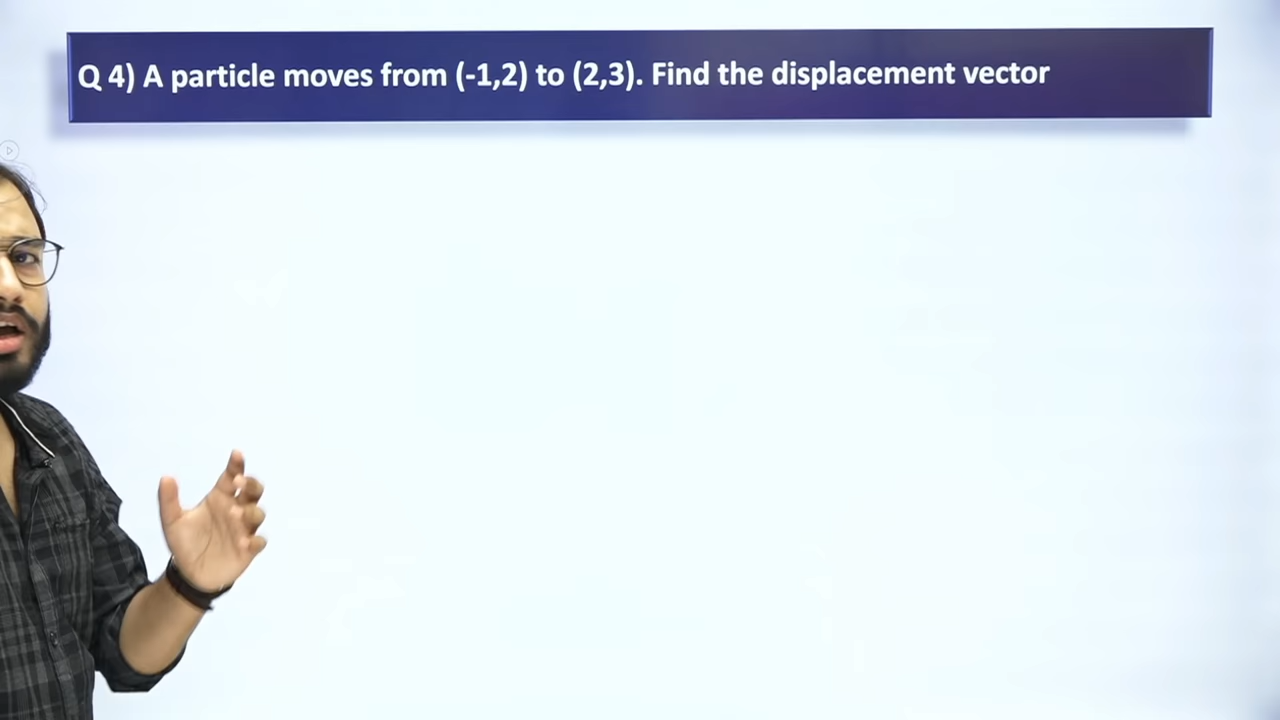 Q 4) A particle moves from (-1,2) to (2,3). Find the displacement vector